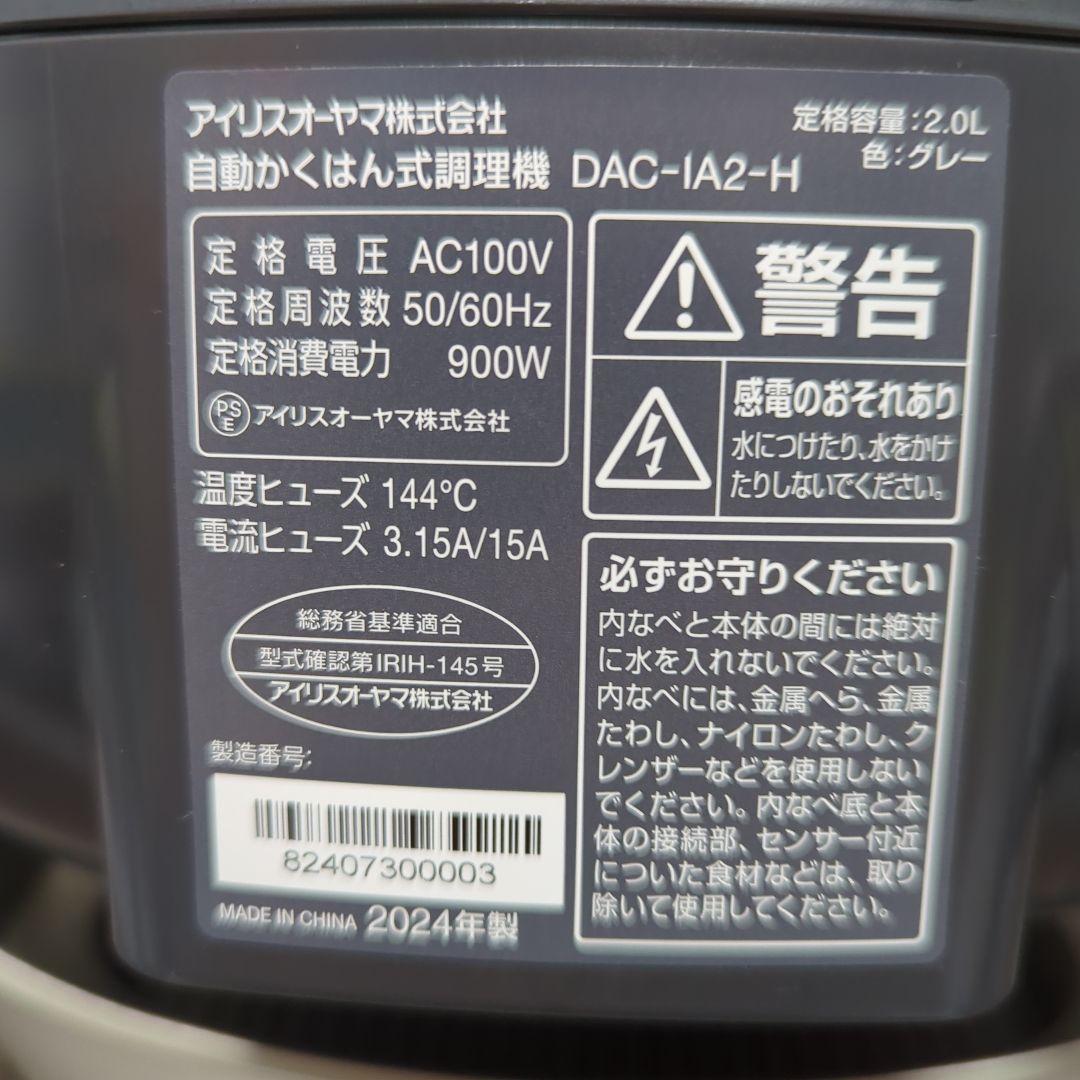 アイリスオーヤマ株式会社
定格容量:2.0L
自動かくはん式調理機 DAC-IA2-H
色:グレー
定格電圧 AC100V
定格周波数 50/60Hz
定格消費電力 900W
PSE アイリスオーヤマ株式会社
温度ヒューズ 144℃
電流ヒューズ 3.15A/15A
総務省基準適合
型式確認第IRIH-145号
アイリスオーヤマ株式会社
製造番号:
82407300003
MADE IN CHINA 2024年製
警告
感電のおそれあり
水につけたり、水をかけ
たりしないでください。
必ずお守りください
内なべと本体の間には絶対
に水を入れないでください。
内なべには、金属へら、金属
たわし、ナイロンたわし、ク
レンザーなどを使用しない
でください。内なべ底と本
体の接続部、センサー付近
についた食材などは、取り
除いて使用してください。